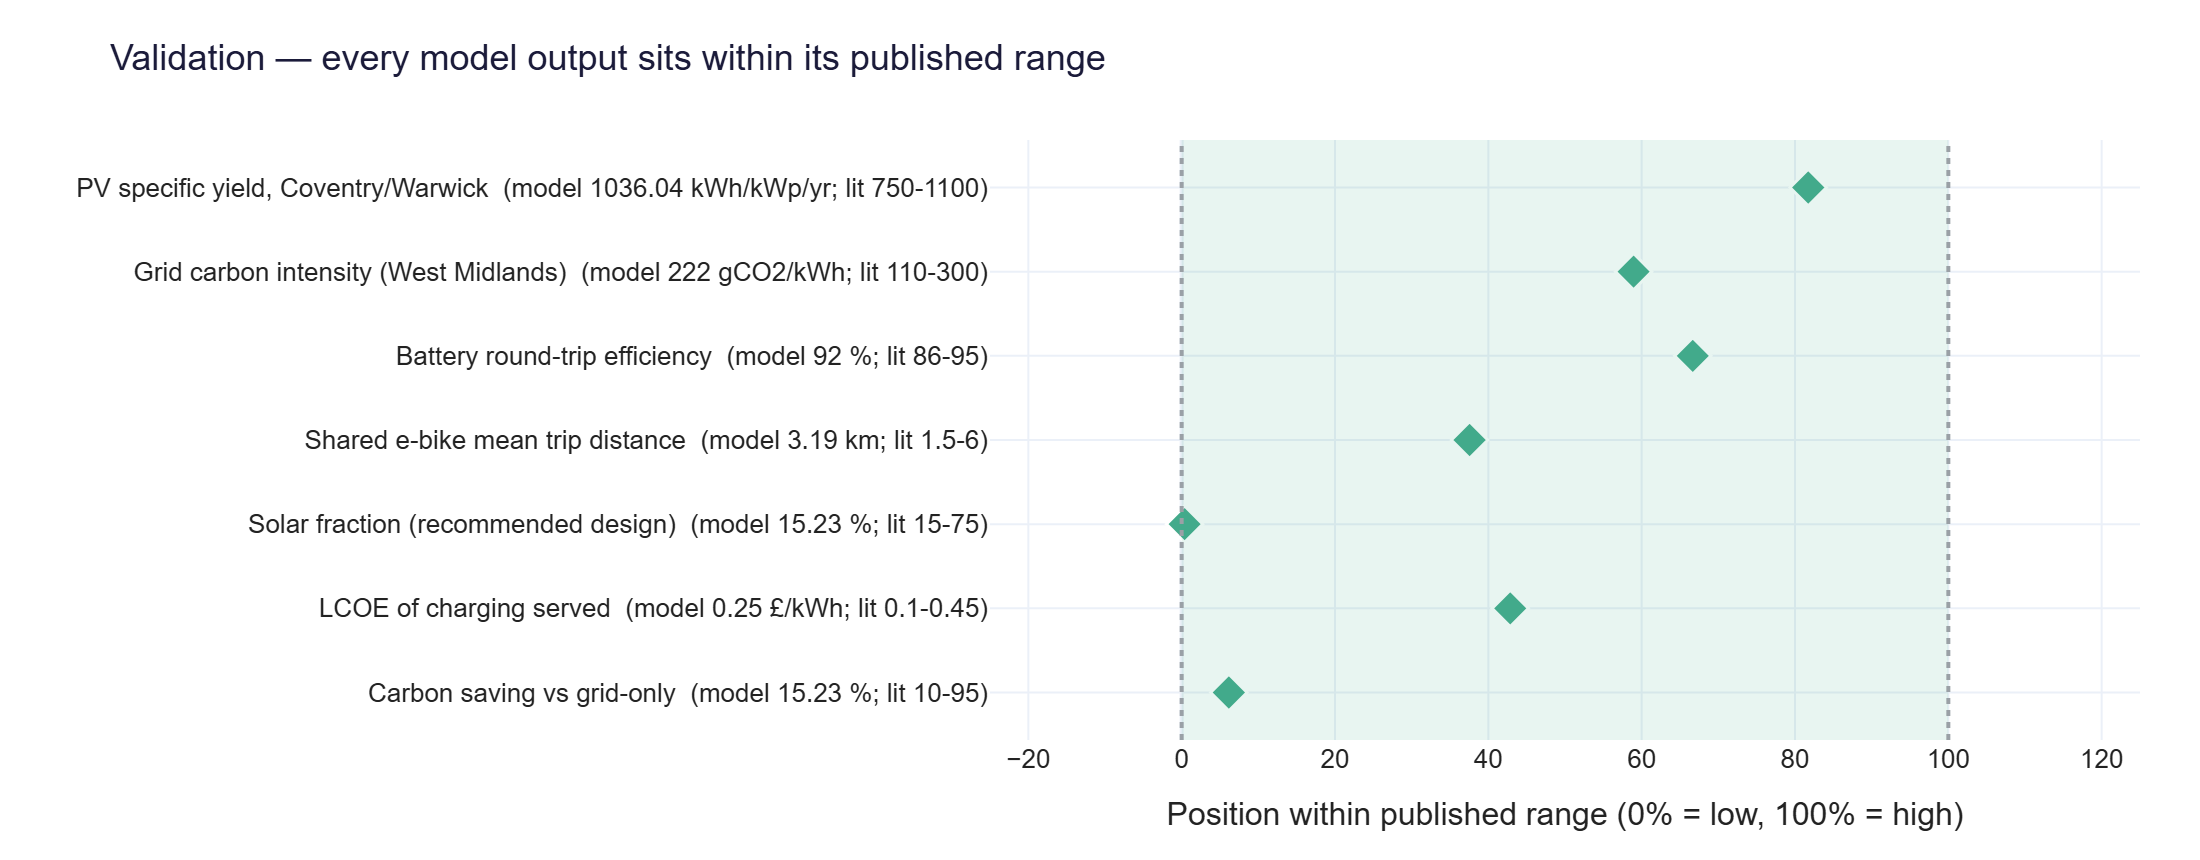 Validation — every model output sits within its published range
PV specific yield, Coventry/Warwick  (model 1036.04 kWh/kWp/yr; lit 750-1100)
Grid carbon intensity (West Midlands)  (model 222 gCO2/kWh; lit 110-300)
Battery round-trip efficiency  (model 92 %; lit 86-95)
Shared e-bike mean trip distance  (model 3.19 km; lit 1.5-6)
Solar fraction (recommended design)  (model 15.23 %; lit 15-75)
LCOE of charging served  (model 0.25 £/kWh; lit 0.1-0.45)
Carbon saving vs grid-only  (model 15.23 %; lit 10-95)
−20 0 20 40 60 80 100 120
Position within published range (0% = low, 100% = high)